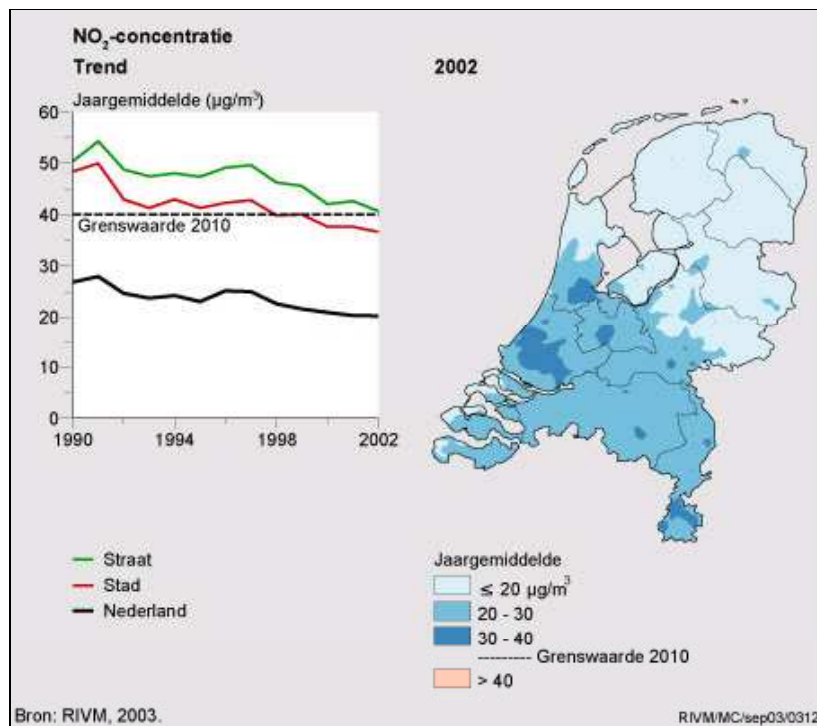 NO₂-concentratie
Trend
Jaargemiddelde (µg/m³)
60
50
40
Grenswaarde 2010
30
20
10
0
1990 1994 1998 2002
Straat
Stad
Nederland
2002
Jaargemiddelde
≤ 20 µg/m³
20 - 30
30 - 40
Grenswaarde 2010
> 40
Bron: RIVM, 2003.
RIVM/MC/sep03/0312